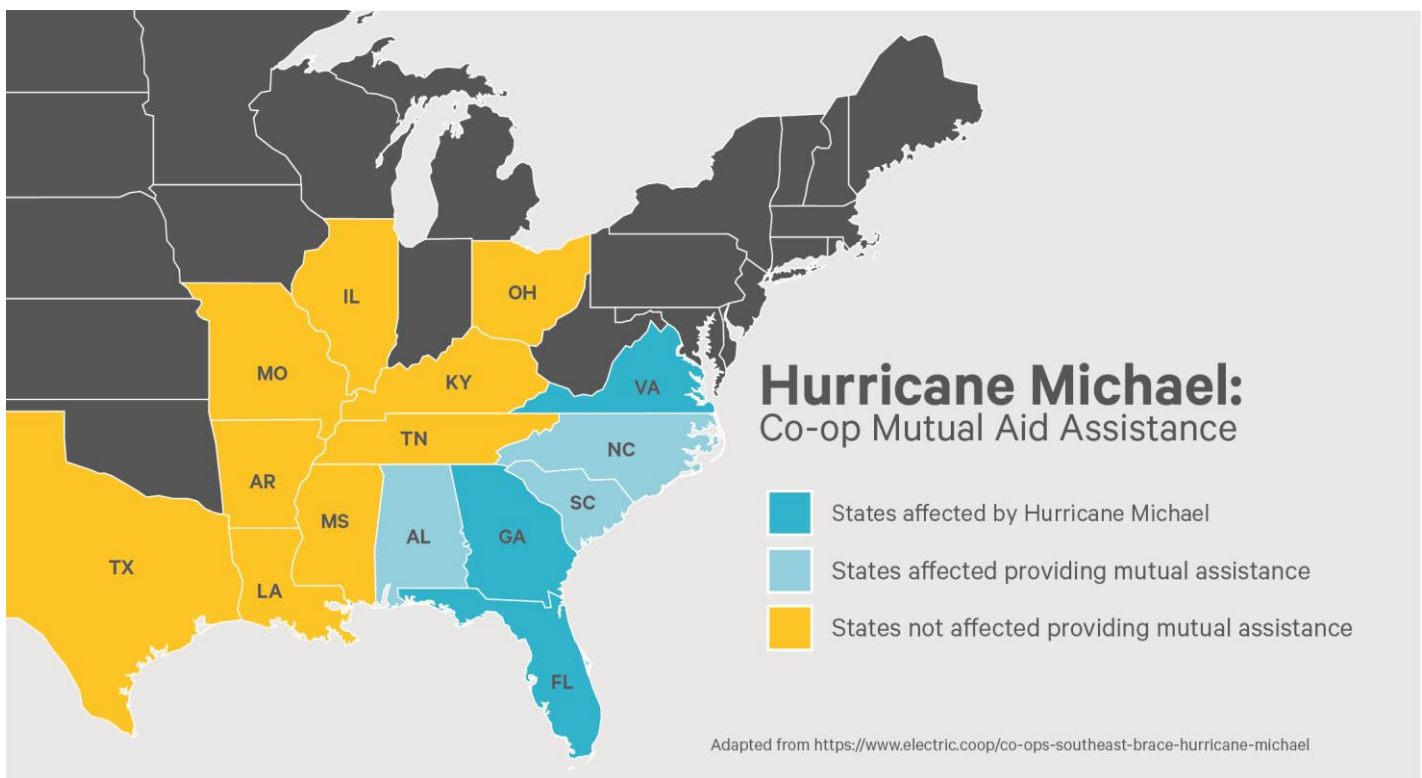 IL
OH
MO
KY
VA
Hurricane Michael:
Co-op Mutual Aid Assistance
TN
NC
AR
SC
MS
AL
GA
States affected by Hurricane Michael
TX
LA
States affected providing mutual assistance
States not affected providing mutual assistance
FL
Adapted from https://www.electric.coop/co-ops-southeast-brace-hurricane-michael